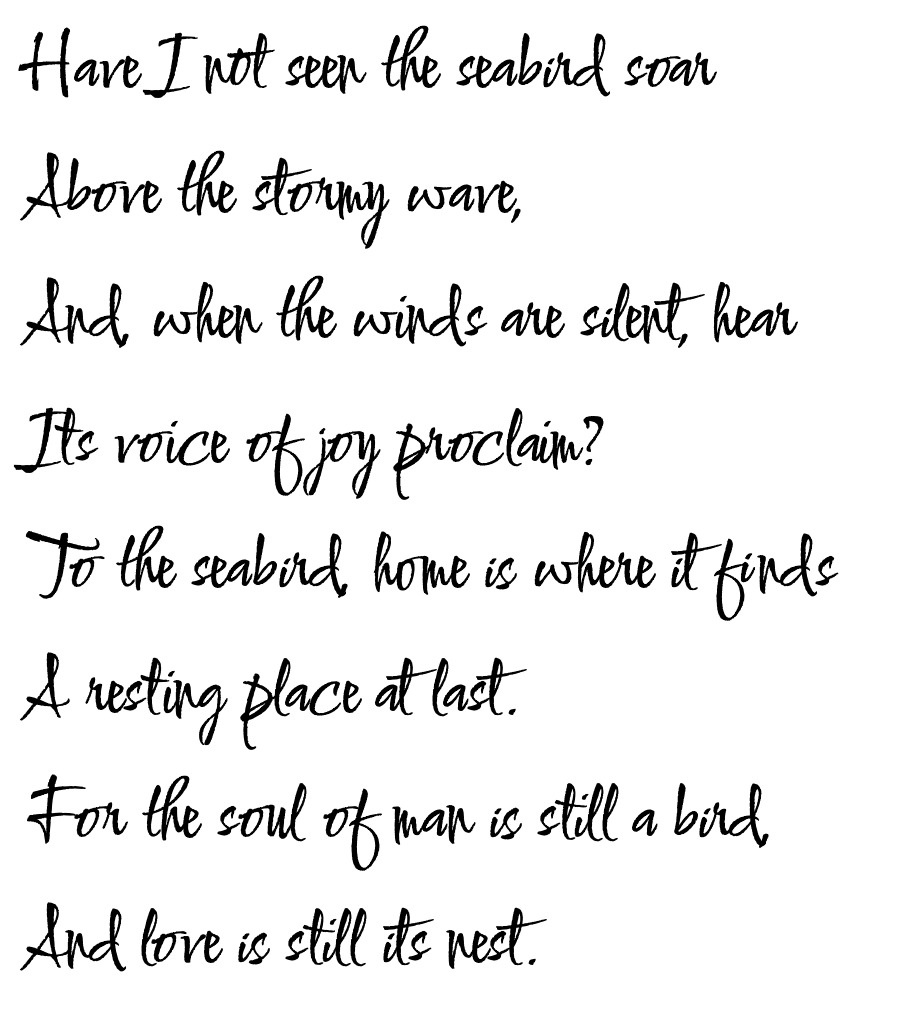 Have I not seen the seabird soar
Above the stormy wave,
And, when the winds are silent, hear
Its voice of joy proclaim?
To the seabird, home is where it finds
A resting place at last.
For the soul of man is still a bird,
And love is still its nest.